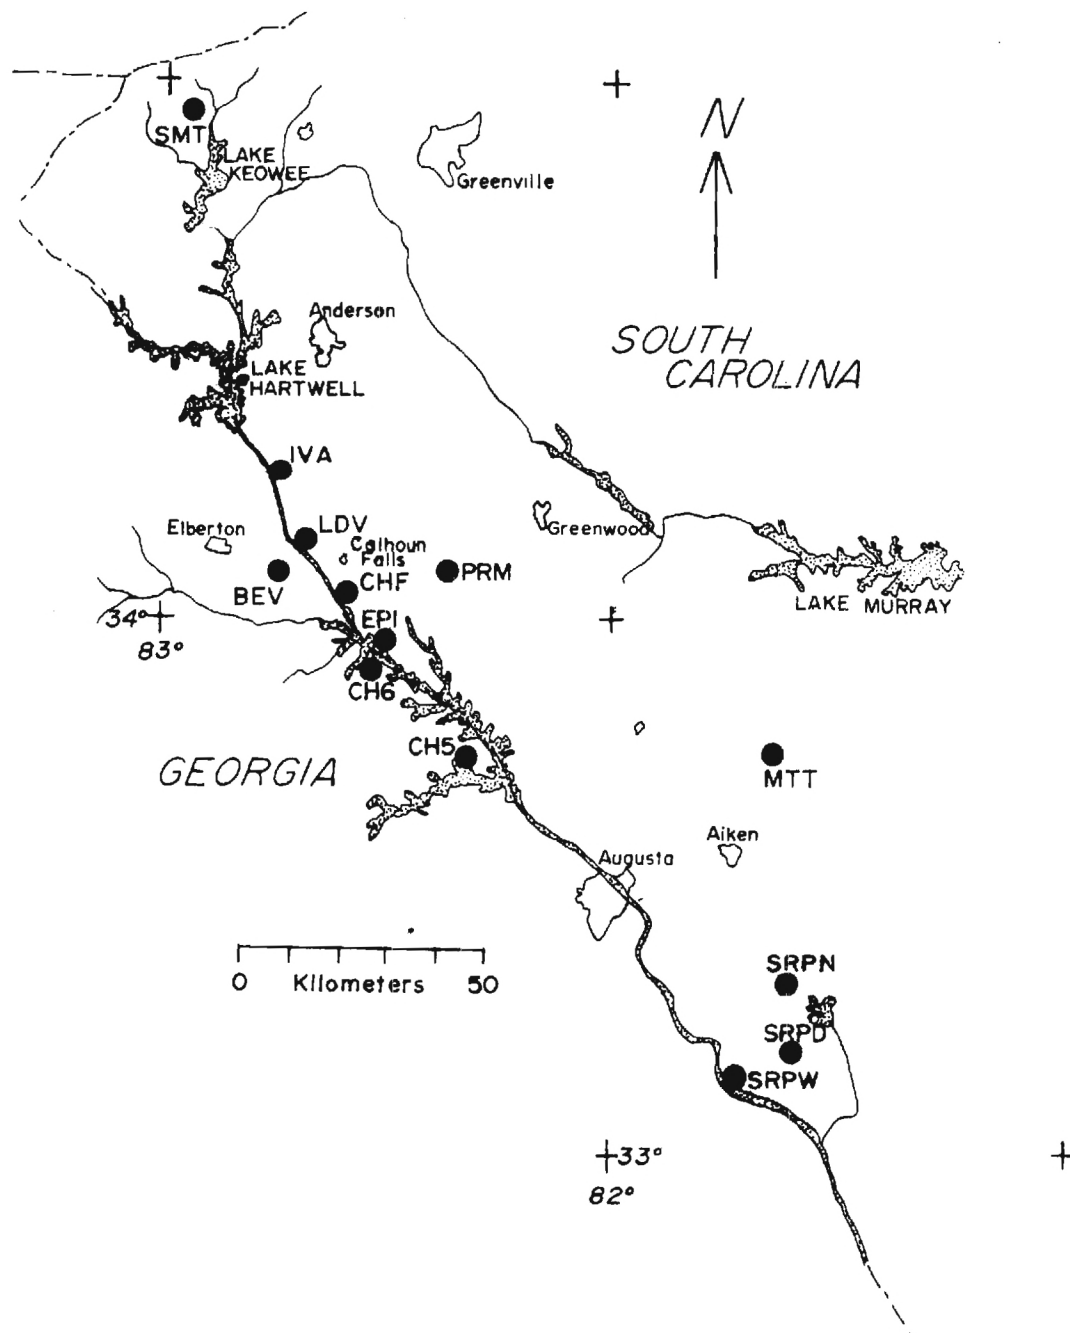 SMT
LAKE
KEOWEE
Greenville
N
SOUTH
CAROLINA
Anderson
LAKE
HARTWELL
IVA
Elberton
LDV
Calhoun
Falls
Greenwood
BEV
CHF
PRM
LAKE MURRAY
34°
83°
EPI
CH6
CH5
GEORGIA
MTT
Aiken
Augusta
0 Kilometers 50
SRPN
SRPD
SRPW
33°
82°